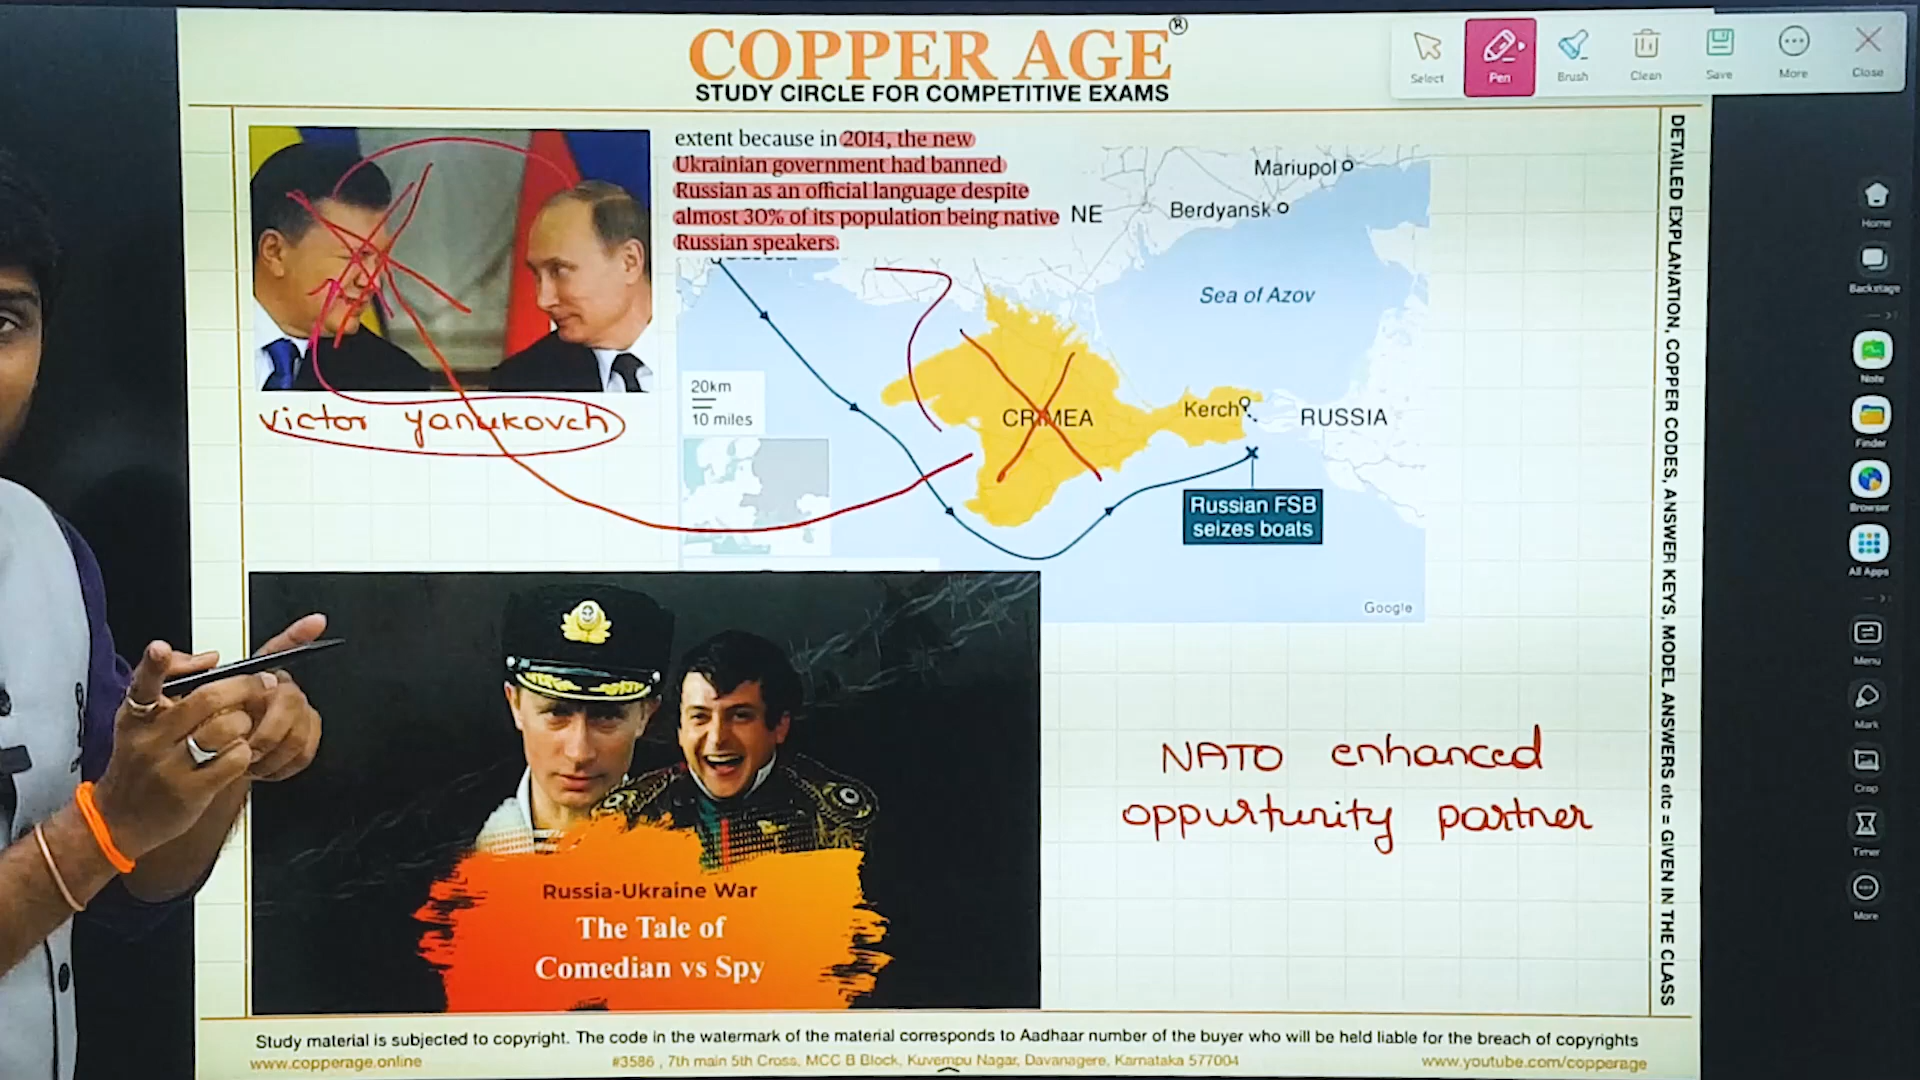 COPPER AGE®
STUDY CIRCLE FOR COMPETITIVE EXAMS
Select
Pen
Brush
Clean
Save
More
Close
extent because in 2014, the new
Ukrainian government had banned
Russian as an official language despite
almost 30% of its population being native
Russian speakers.
NE
Mariupol
Berdyansk
Sea of Azov
20km
10 miles
CRIMEA
Kerch
RUSSIA
Russian FSB
seizes boats
Google
victor yanukovch
Russia-Ukraine War
The Tale of
Comedian vs Spy
NATO enhanced
oppurtunity partner
DETAILED EXPLANATION, COPPER CODES, ANSWER KEYS, MODEL ANSWERS etc = GIVEN IN THE CLASS
Home
Backstage
Note
Finder
Browser
All Apps
Menu
Mark
Crop
Timer
More
Study material is subjected to copyright. The code in the watermark of the material corresponds to Aadhaar number of the buyer who will be held liable for the breach of copyrights
www.copperage.online
#3586 , 7th main 5th Cross, MCC B Block, Kuvempu Nagar, Davanagere, Karnataka 577004
www.youtube.com/copperage